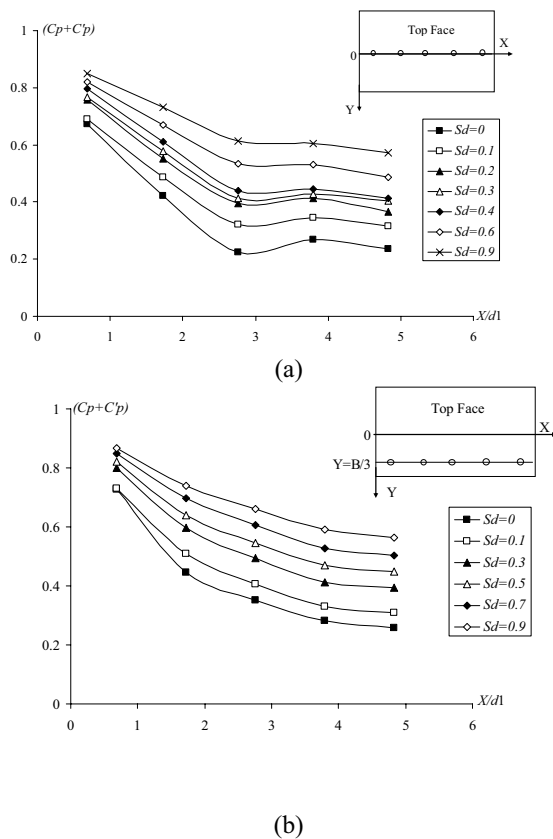 (Cp+C'p)
1
0.8
0.6
0.4
0.2
0
0 1 2 3 4 5 6
X/d1
Top Face
0
X
Y
Sd=0
Sd=0.1
Sd=0.2
Sd=0.3
Sd=0.4
Sd=0.6
Sd=0.9
(a)
(Cp+C'p)
1
0.8
0.6
0.4
0.2
0
0 1 2 3 4 5 6
X/d1
Top Face
X
0
Y=B/3
Y
Sd=0
Sd=0.1
Sd=0.3
Sd=0.5
Sd=0.7
Sd=0.9
(b)